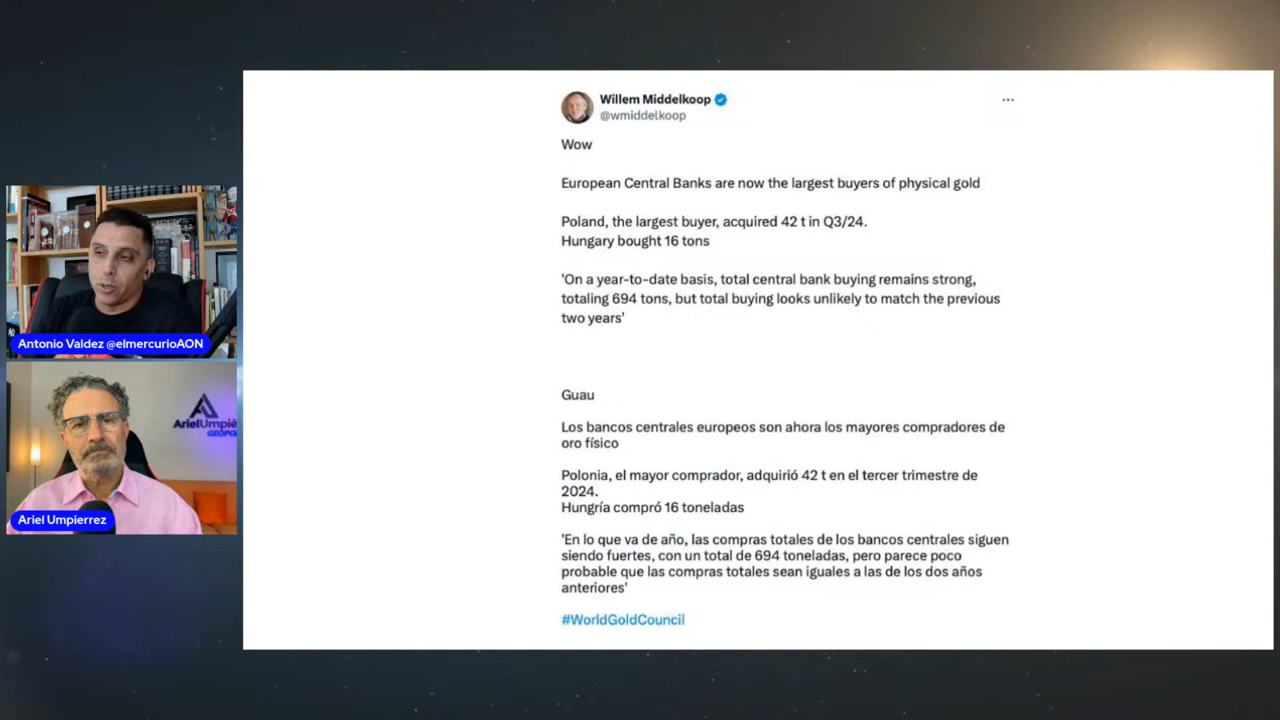 Willem Middelkoop
@wmiddelkoop
...
Wow
European Central Banks are now the largest buyers of physical gold
Poland, the largest buyer, acquired 42 t in Q3/24.
Hungary bought 16 tons
'On a year-to-date basis, total central bank buying remains strong,
totaling 694 tons, but total buying looks unlikely to match the previous
two years'
Guau
Los bancos centrales europeos son ahora los mayores compradores de
oro físico
Polonia, el mayor comprador, adquirió 42 t en el tercer trimestre de
2024.
Hungría compró 16 toneladas
'En lo que va de año, las compras totales de los bancos centrales siguen
siendo fuertes, con un total de 694 toneladas, pero parece poco
probable que las compras totales sean iguales a las de los dos años
anteriores'
#WorldGoldCouncil
Antonio Valdez @elmercurioAON
ArielUmpiè
GEOPOL
Ariel Umpierrez